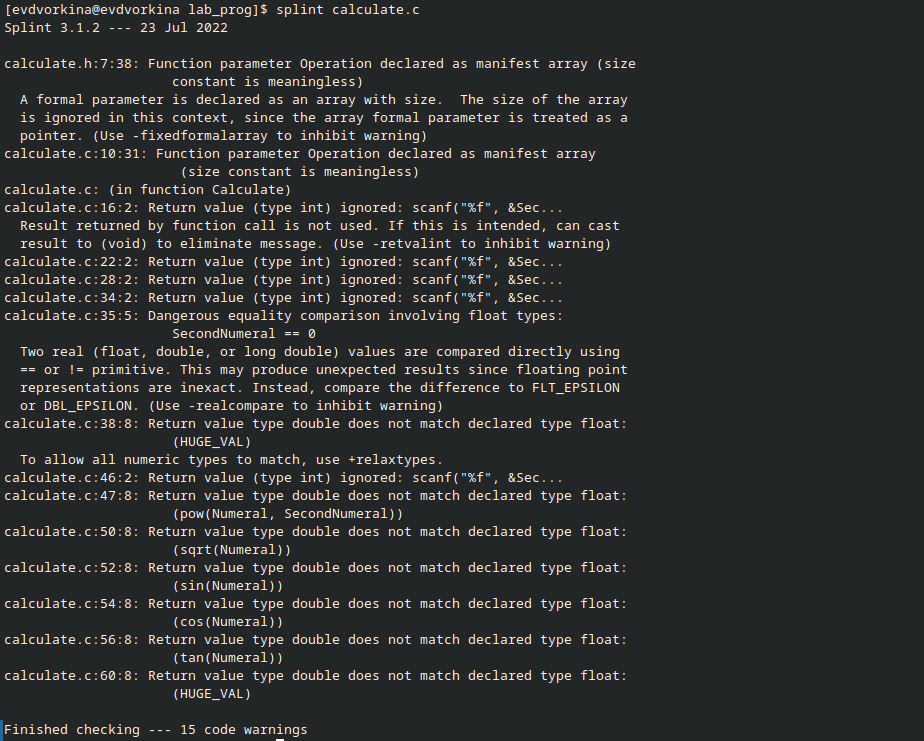 [evdvorkina@evdvorkina lab_prog]$ splint calculate.c
Splint 3.1.2 --- 23 Jul 2022

calculate.h:7:38: Function parameter Operation declared as manifest array (size
                     constant is meaningless)
  A formal parameter is declared as an array with size.  The size of the array
  is ignored in this context, since the array formal parameter is treated as a
  pointer. (Use -fixedformalarray to inhibit warning)
calculate.c:10:31: Function parameter Operation declared as manifest array
                      (size constant is meaningless)
calculate.c: (in function Calculate)
calculate.c:16:2: Return value (type int) ignored: scanf("%f", &Sec...
  Result returned by function call is not used. If this is intended, can cast
  result to (void) to eliminate message. (Use -retvalint to inhibit warning)
calculate.c:22:2: Return value (type int) ignored: scanf("%f", &Sec...
calculate.c:28:2: Return value (type int) ignored: scanf("%f", &Sec...
calculate.c:34:2: Return value (type int) ignored: scanf("%f", &Sec...
calculate.c:35:5: Dangerous equality comparison involving float types:
                     SecondNumeral == 0
  Two real (float, double, or long double) values are compared directly using
  == or != primitive. This may produce unexpected results since floating point
  representations are inexact. Instead, compare the difference to FLT_EPSILON
  or DBL_EPSILON. (Use -realcompare to inhibit warning)
calculate.c:38:8: Return value type double does not match declared type float:
                     (HUGE_VAL)
  To allow all numeric types to match, use +relaxtypes.
calculate.c:46:2: Return value (type int) ignored: scanf("%f", &Sec...
calculate.c:47:8: Return value type double does not match declared type float:
                     (pow(Numeral, SecondNumeral))
calculate.c:50:8: Return value type double does not match declared type float:
                     (sqrt(Numeral))
calculate.c:52:8: Return value type double does not match declared type float:
                     (sin(Numeral))
calculate.c:54:8: Return value type double does not match declared type float:
                     (cos(Numeral))
calculate.c:56:8: Return value type double does not match declared type float:
                     (tan(Numeral))
calculate.c:60:8: Return value type double does not match declared type float:
                     (HUGE_VAL)

Finished checking --- 15 code warnings